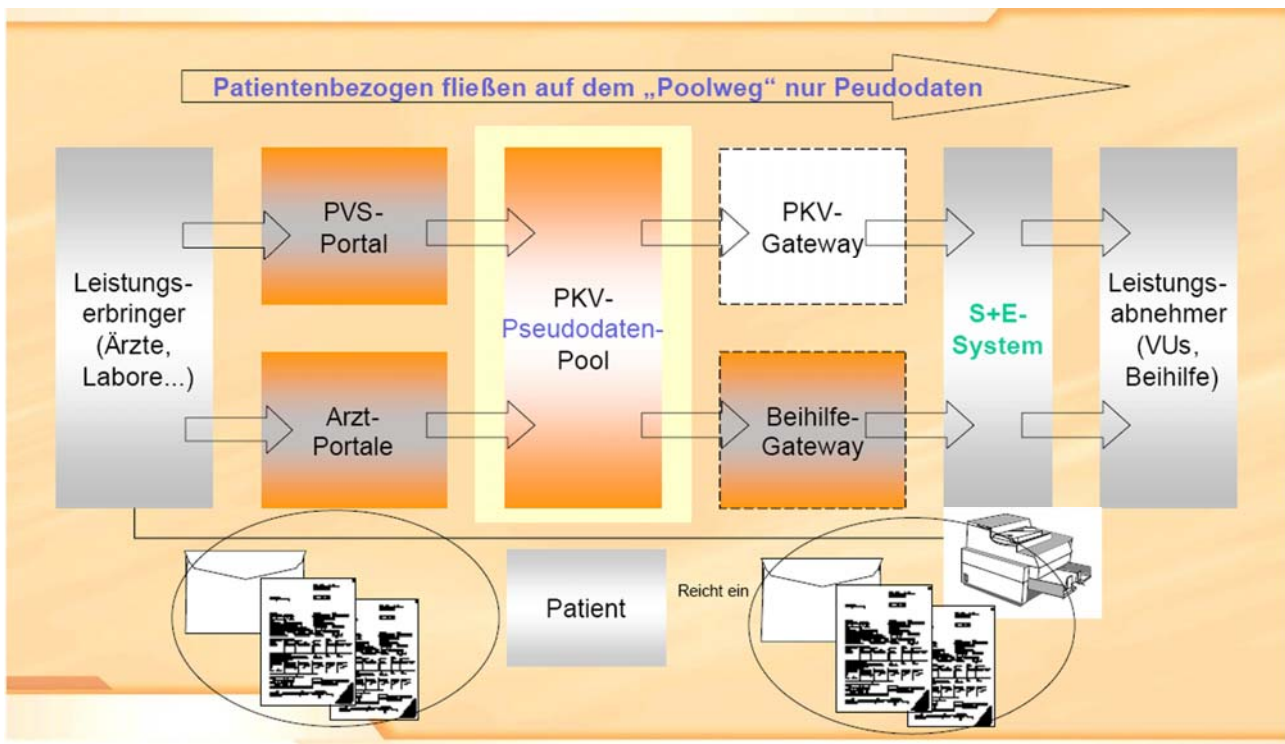 Patientenbezogen fließen auf dem „Poolweg“ nur Peudodaten
Leistungs-
erbringer
(Ärzte,
Labore...)
PVS-
Portal
Arzt-
Portale
PKV-
Pseudodaten-
Pool
PKV-
Gateway
Beihilfe-
Gateway
S+E-
System
Leistungs-
abnehmer
(VUs,
Beihilfe)
Patient
Reicht ein